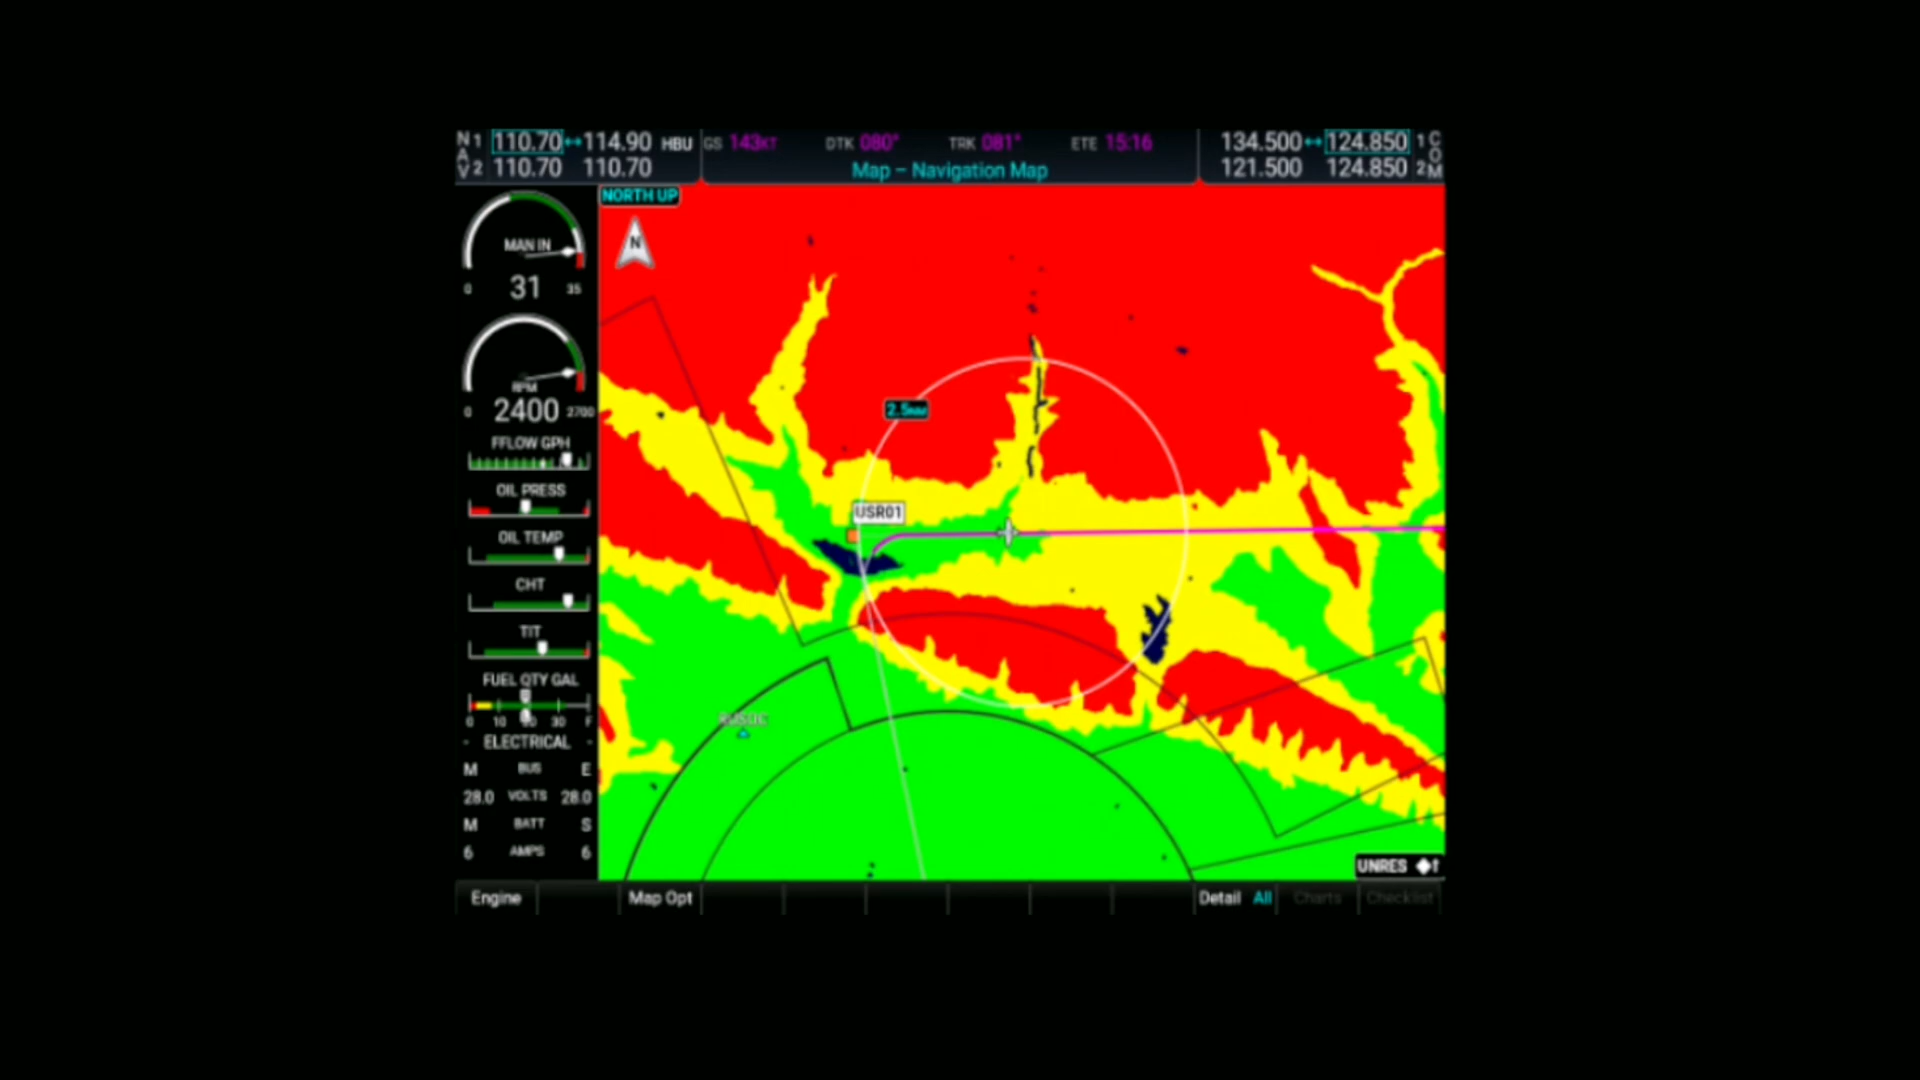 N 1 110.70↔114.90 HBU GS 143KT DTK 080° TRK 081° ETE 15:16 134.500↔124.850 1 C
A O
V 2 110.70 110.70 Map – Navigation Map 121.500 124.850 2 M
NORTH UP
N
MAN IN
0 31 35
RPM
0 2400 2700
FFLOW GPH
2.5NM
OIL PRESS
USR01
OIL TEMP
CHT
TIT
FUEL QTY GAL
0 10 20 30 F
- ELECTRICAL -
M BUS E
28.0 VOLTS 28.0
M BATT S
6 AMPS 6
UNRES
Engine Map Opt Detail All Charts Checklist